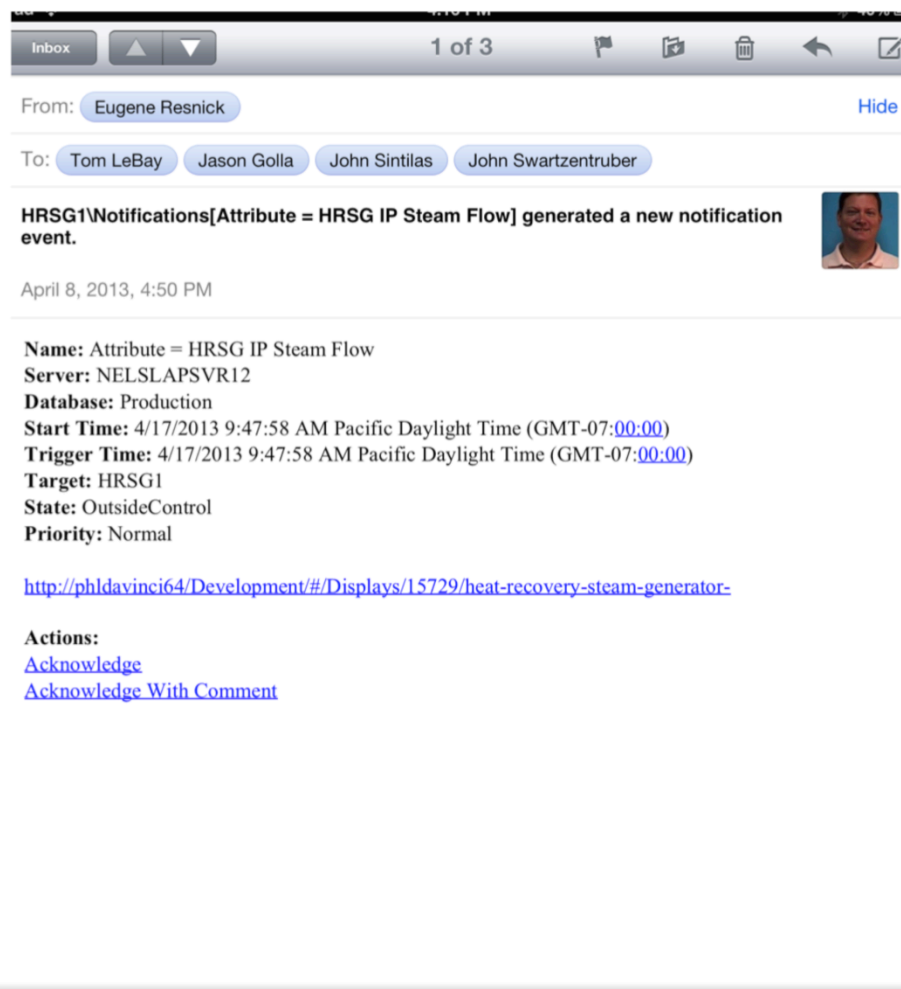 Inbox
1 of 3
From: Eugene Resnick
Hide
To: Tom LeBay Jason Golla John Sintilas John Swartzentruber
HRSG1\Notifications[Attribute = HRSG IP Steam Flow] generated a new notification
event.
April 8, 2013, 4:50 PM
Name: Attribute = HRSG IP Steam Flow
Server: NELSLAPSVR12
Database: Production
Start Time: 4/17/2013 9:47:58 AM Pacific Daylight Time (GMT-07:00:00)
Trigger Time: 4/17/2013 9:47:58 AM Pacific Daylight Time (GMT-07:00:00)
Target: HRSG1
State: OutsideControl
Priority: Normal
http://phldavinci64/Development/#/Displays/15729/heat-recovery-steam-generator-
Actions:
Acknowledge
Acknowledge With Comment